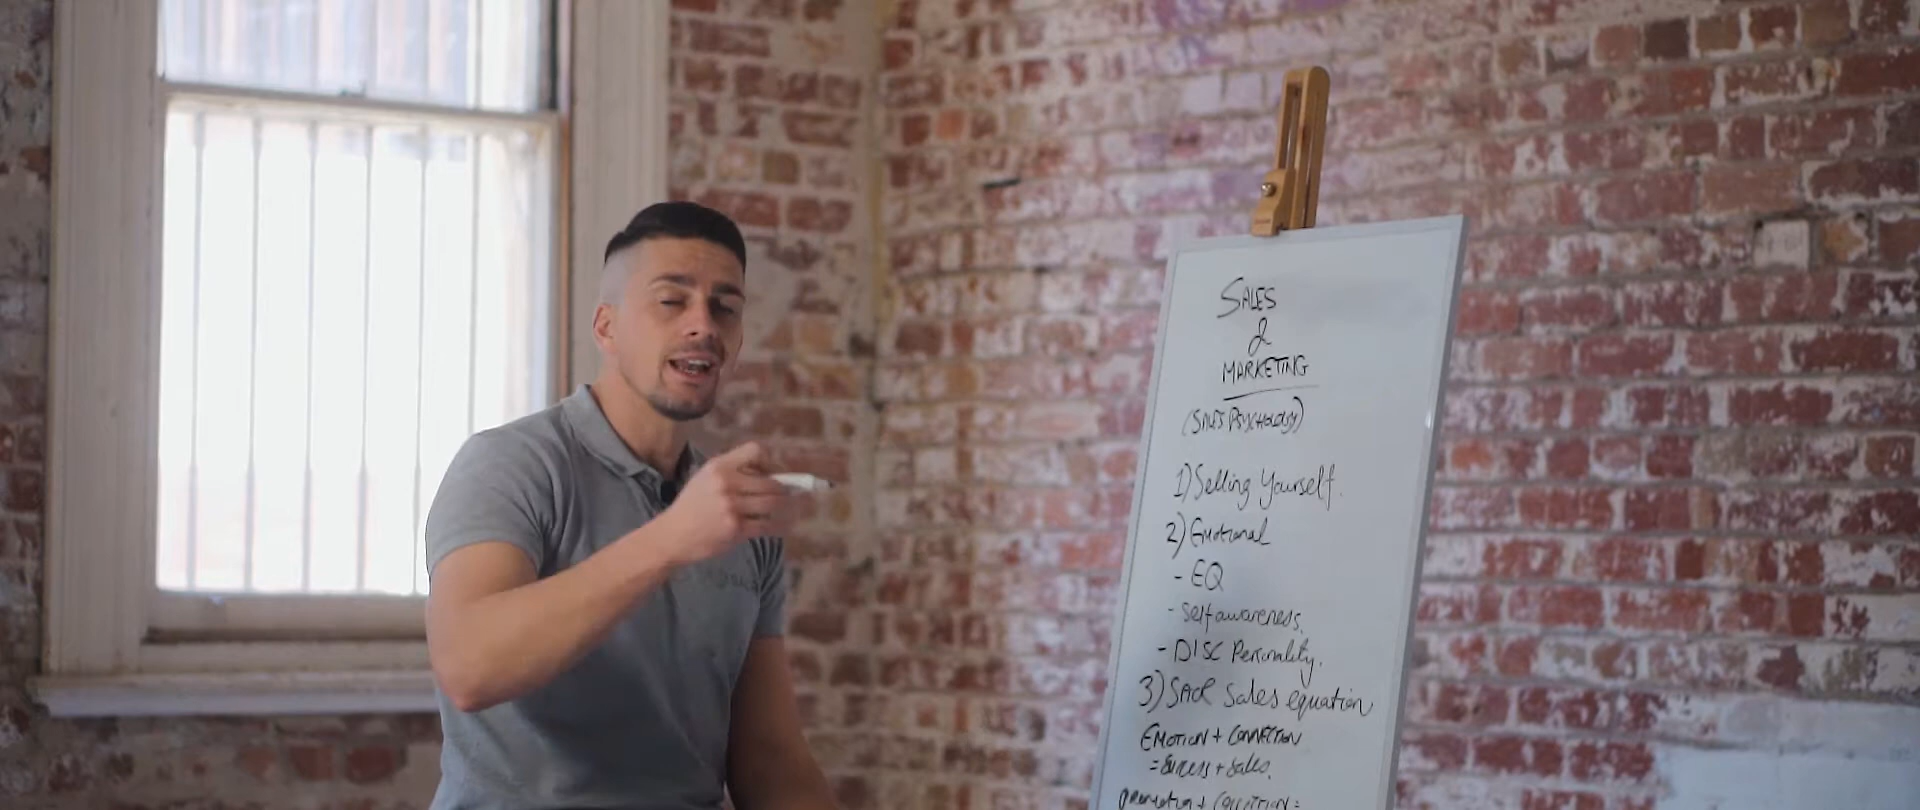 SALES
&
MARKETING
(SALES PSYCHOLOGY)
1) Selling Yourself.
2) Emotional
- EQ
- Self awareness.
- DISC Personality.
3) Sales equation
EMOTION + CONNECTION
= Success + Sales.